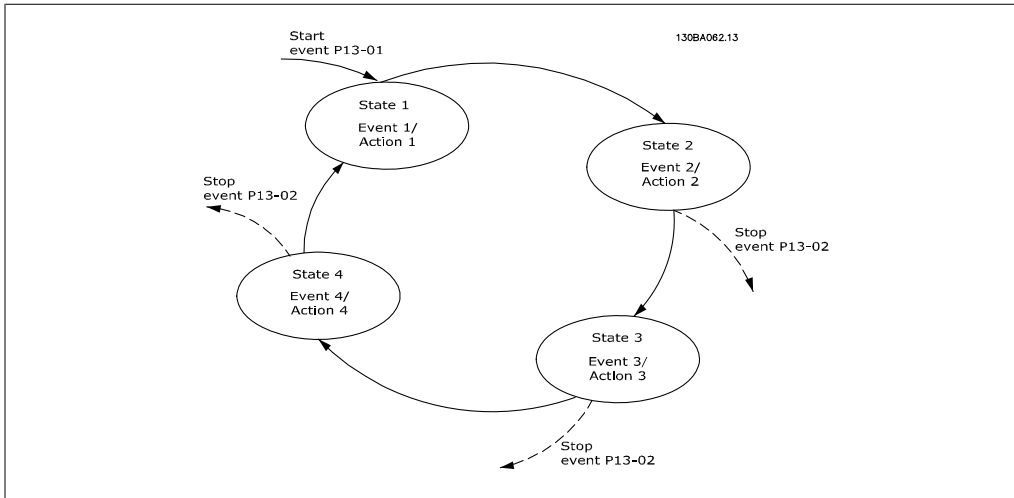 Start
event P13-01
130BA062.13
State 1
Event 1/
Action 1
State 2
Event 2/
Action 2
Stop
event P13-02
Stop
event P13-02
State 4
Event 4/
Action 4
State 3
Event 3/
Action 3
Stop
event P13-02